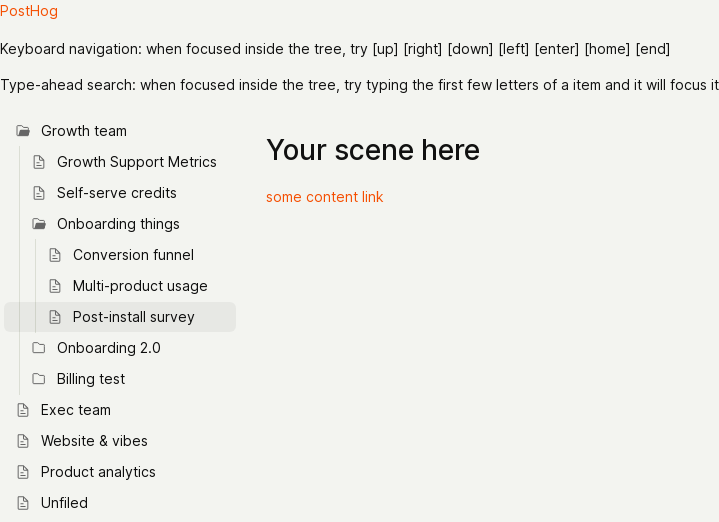 PostHog
Keyboard navigation: when focused inside the tree, try [up] [right] [down] [left] [enter] [home] [end]
Type-ahead search: when focused inside the tree, try typing the first few letters of a item and it will focus it
Growth team
Growth Support Metrics
Self-serve credits
Onboarding things
Conversion funnel
Multi-product usage
Post-install survey
Onboarding 2.0
Billing test
Exec team
Website & vibes
Product analytics
Unfiled
Your scene here
some content link